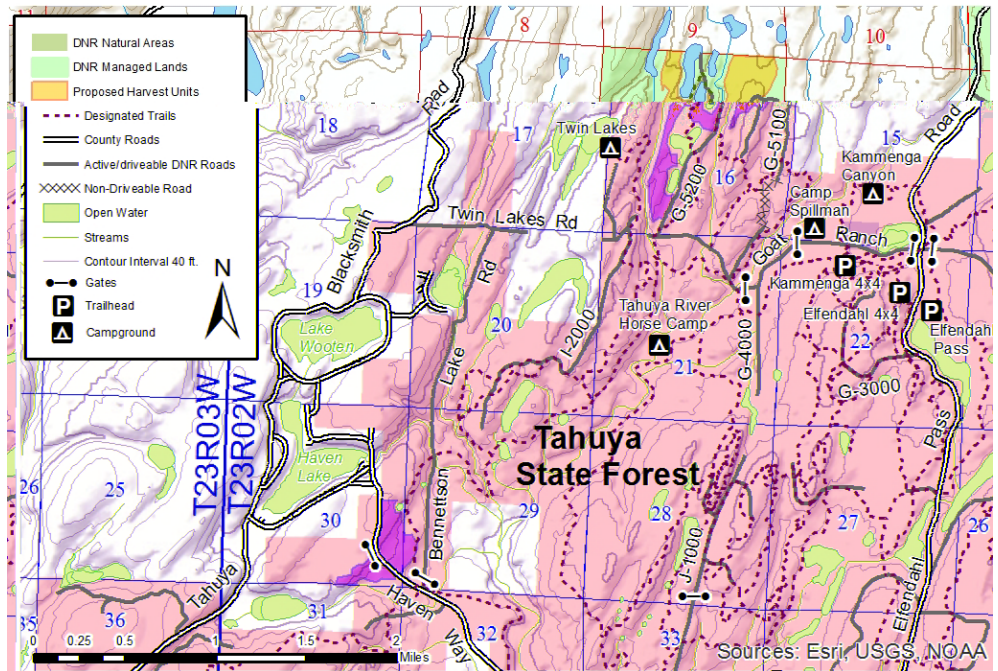 11
8
9
10
DNR Natural Areas
DNR Managed Lands
Proposed Harvest Units
Designated Trails
County Roads
Active/driveable DNR Roads
Non-Driveable Road
Open Water
Streams
Contour Interval 40 ft.
Gates
P Trailhead
Campground
N
Rad
18
17
Twin Lakes
G-5100
15
Road
16
Kammenga
Canyon
G-5200
Camp
Spillman
Blacksmith
Twin Lakes Rd
Goat
Ranch
19
Rd
P
Kammenga 4x4
Lake
Wooten
20
I-2000
Tahuya River
Horse Camp
21
G-4000
P
Elfendahl 4x4
P
22
Elfendahl
Pass
Lake
G-3000
T23R03W
T23R02W
Tahuya
State Forest
Pass
Haven
Lake
26
25
30
29
28
27
26
Bennettson
J-1000
Tahuya
Haven
Way
Elfendahl
35
36
31
32
33
0 0.25 0.5 1 1.5 2
Miles
Sources: Esri, USGS, NOAA